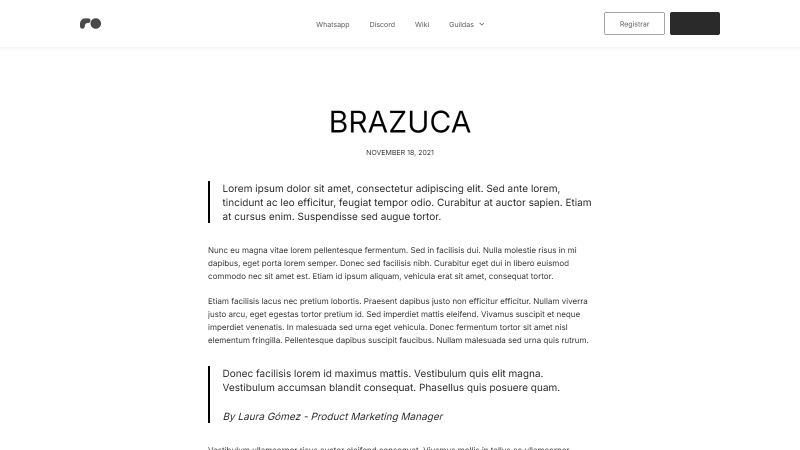 ro
Whatsapp Discord Wiki Guildas
Registrar
BRAZUCA
NOVEMBER 18, 2021
Lorem ipsum dolor sit amet, consectetur adipiscing elit. Sed ante lorem,
tincidunt ac leo efficitur, feugiat tempor odio. Curabitur at auctor sapien. Etiam
at cursus enim. Suspendisse sed augue tortor.
Nunc eu magna vitae lorem pellentesque fermentum. Sed in facilisis dui. Nulla molestie risus in mi
dapibus, eget porta lorem semper. Donec sed facilisis nibh. Curabitur eget dui in libero euismod
commodo nec sit amet est. Etiam id ipsum aliquam, vehicula erat sit amet, consequat tortor.
Etiam facilisis lacus nec pretium lobortis. Praesent dapibus justo non efficitur efficitur. Nullam viverra
justo arcu, eget egestas tortor pretium id. Sed imperdiet mattis eleifend. Vivamus suscipit et neque
imperdiet venenatis. In malesuada sed urna eget vehicula. Donec fermentum tortor sit amet nisl
elementum fringilla. Pellentesque dapibus suscipit faucibus. Nullam malesuada sed urna quis rutrum.
Donec facilisis lorem id maximus mattis. Vestibulum quis elit magna.
Vestibulum accumsan blandit consequat. Phasellus quis posuere quam.
By Laura Gómez - Product Marketing Manager